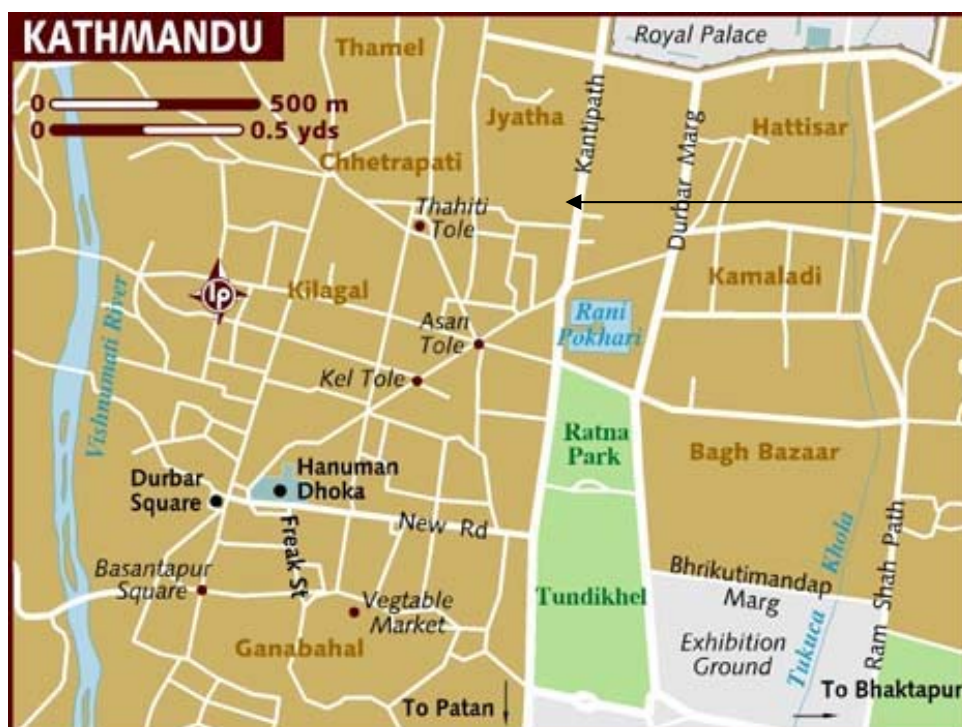 KATHMANDU
Royal Palace
Thamel
0 500 m
0 0.5 yds
Jyatha
Kantipath
Durbar Marg
Hattisar
Chhetrapati
Thahiti
Tole
Kilagal
lp
Kamaladi
Rani
Pokhari
Asan
Tole
Kel Tole
Vishnumati River
Ratna
Park
Bagh Bazaar
Durbar
Square
Hanuman
Dhoka
New Rd
Freak St
Basantapur
Square
Vegtable
Market
Tundikhel
Bhrikutimandap
Marg
Tukuca Khola
Ram Shah Path
Ganabahal
Exhibition
Ground
To Patan
To Bhaktapur